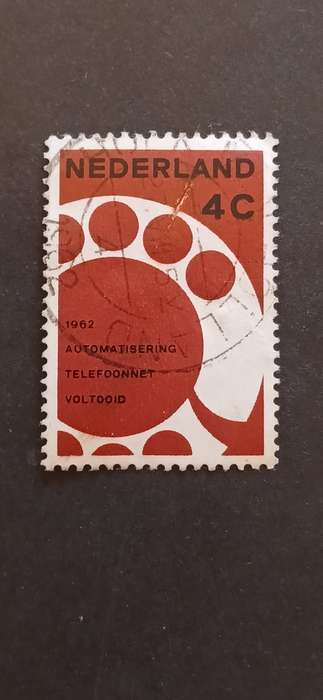 NEDERLAND
4C
1962
AUTOMATISERING
TELEFOONNET
VOLTOOID